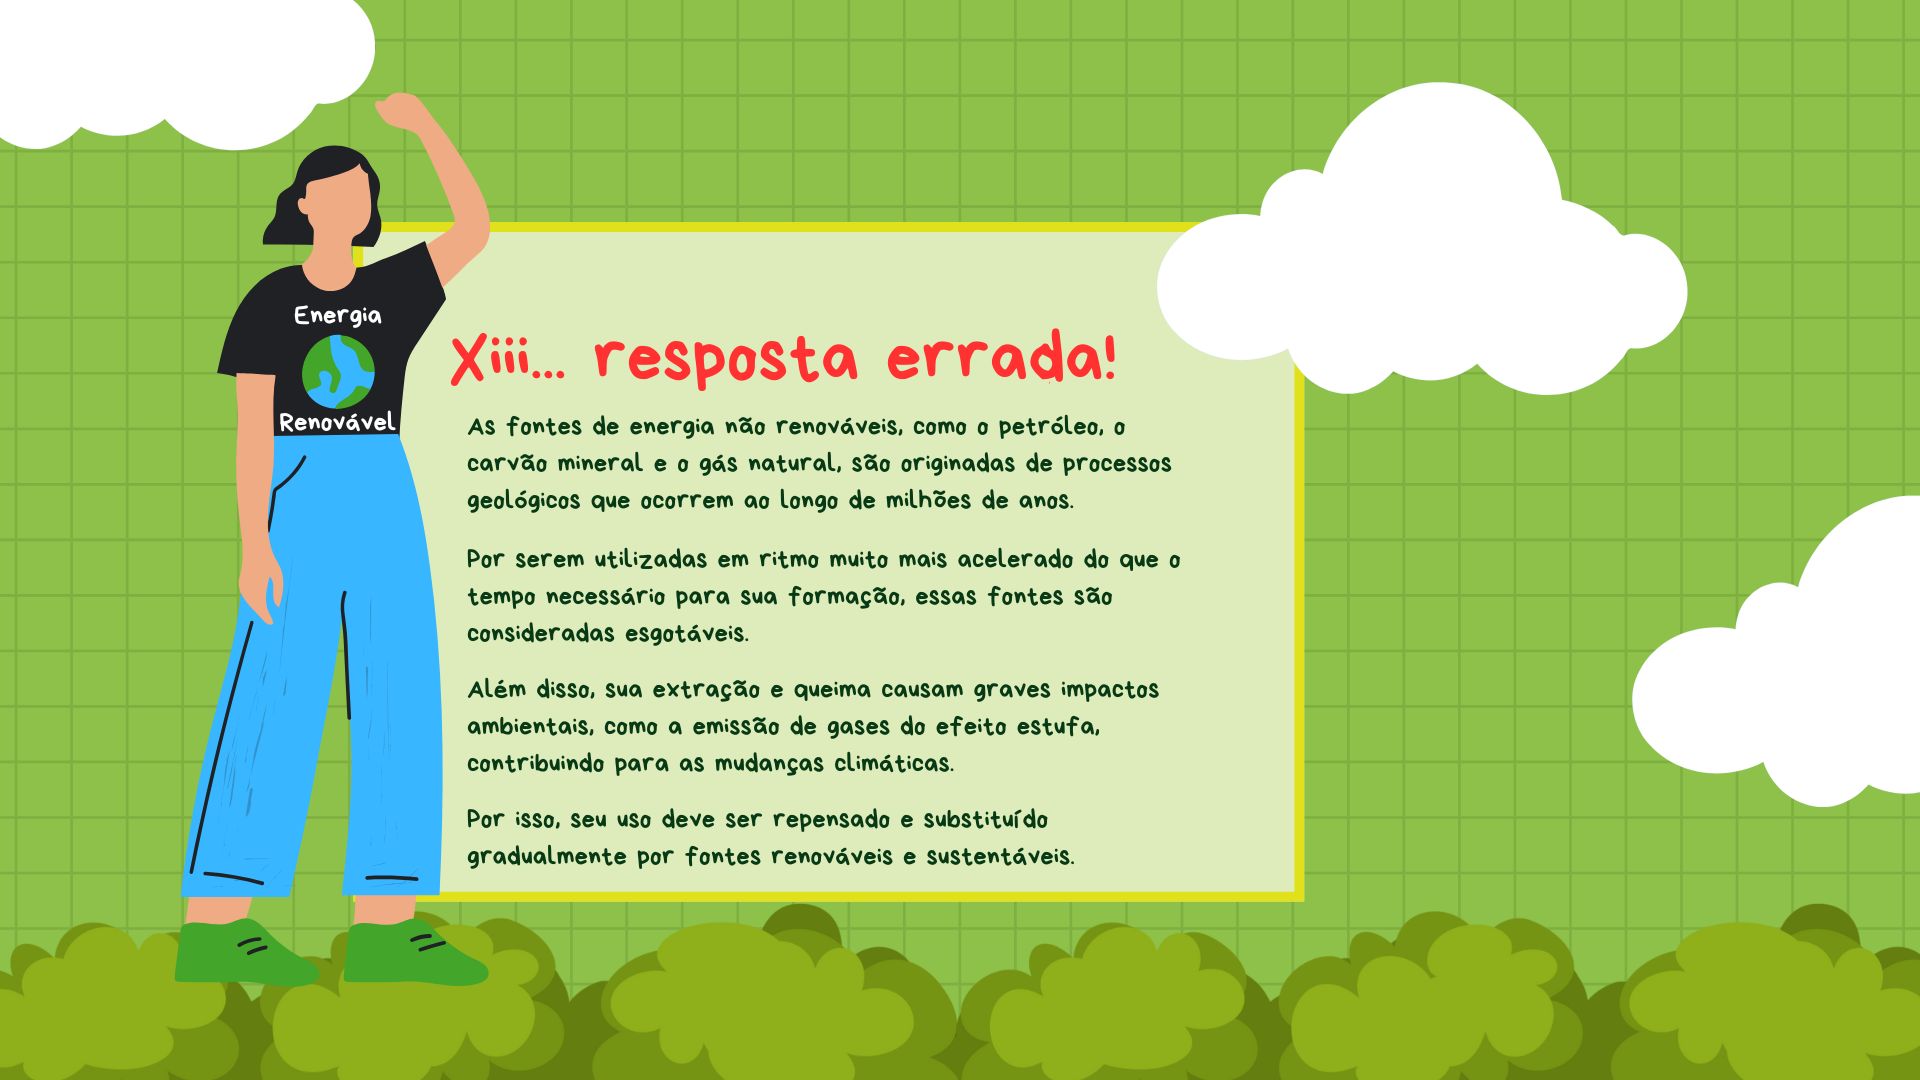 Energia
Renovável
Xiii... resposta errada!
As fontes de energia não renováveis, como o petróleo, o
carvão mineral e o gás natural, são originadas de processos
geológicos que ocorrem ao longo de milhões de anos.
Por serem utilizadas em ritmo muito mais acelerado do que o
tempo necessário para sua formação, essas fontes são
consideradas esgotáveis.
Além disso, sua extração e queima causam graves impactos
ambientais, como a emissão de gases do efeito estufa,
contribuindo para as mudanças climáticas.
Por isso, seu uso deve ser repensado e substituído
gradualmente por fontes renováveis e sustentáveis.